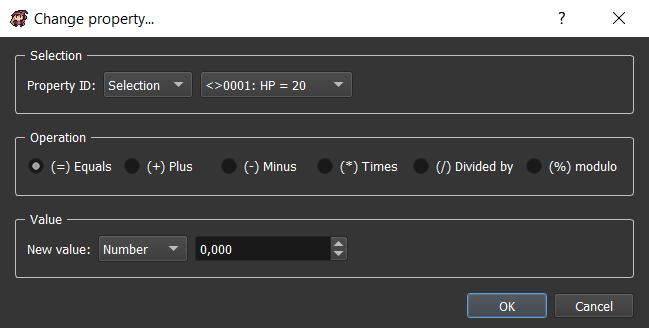 Change property...
?
Selection
Property ID: Selection <>0001: HP = 20
Operation
(=) Equals (+) Plus (-) Minus (*) Times (/) Divided by (%) modulo
Value
New value: Number 0,000
OK Cancel